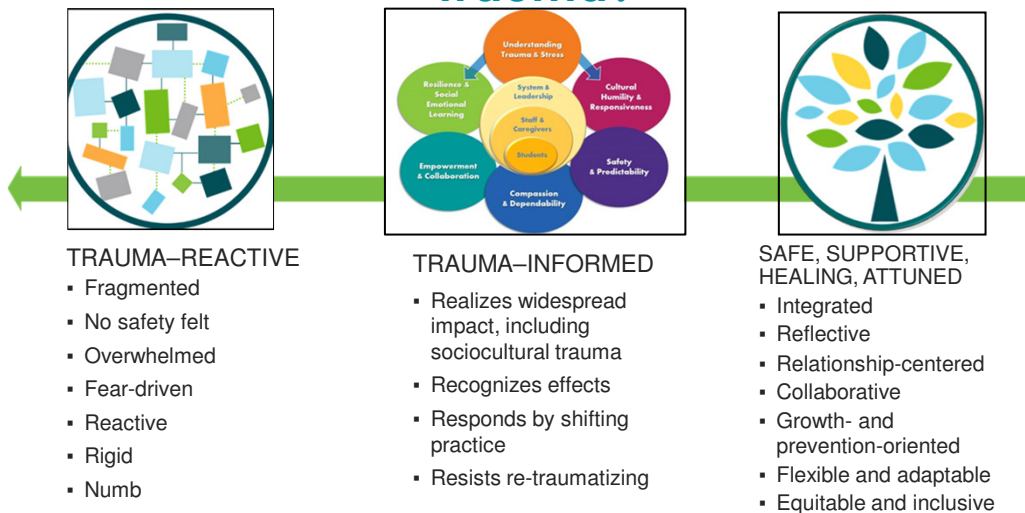 Trauma?
Understanding
Trauma & Stress
Resilience &
Social
Emotional
Learning
System &
Leadership
Cultural
Humility &
Responsiveness
Staff &
Caregivers
Students
Empowerment
& Collaboration
Safety
& Predictability
Compassion
& Dependability
TRAUMA–REACTIVE
▪ Fragmented
▪ No safety felt
▪ Overwhelmed
▪ Fear-driven
▪ Reactive
▪ Rigid
▪ Numb
TRAUMA–INFORMED
▪ Realizes widespread
impact, including
sociocultural trauma
▪ Recognizes effects
▪ Responds by shifting
practice
▪ Resists re-traumatizing
SAFE, SUPPORTIVE,
HEALING, ATTUNED
▪ Integrated
▪ Reflective
▪ Relationship-centered
▪ Collaborative
▪ Growth- and
prevention-oriented
▪ Flexible and adaptable
▪ Equitable and inclusive